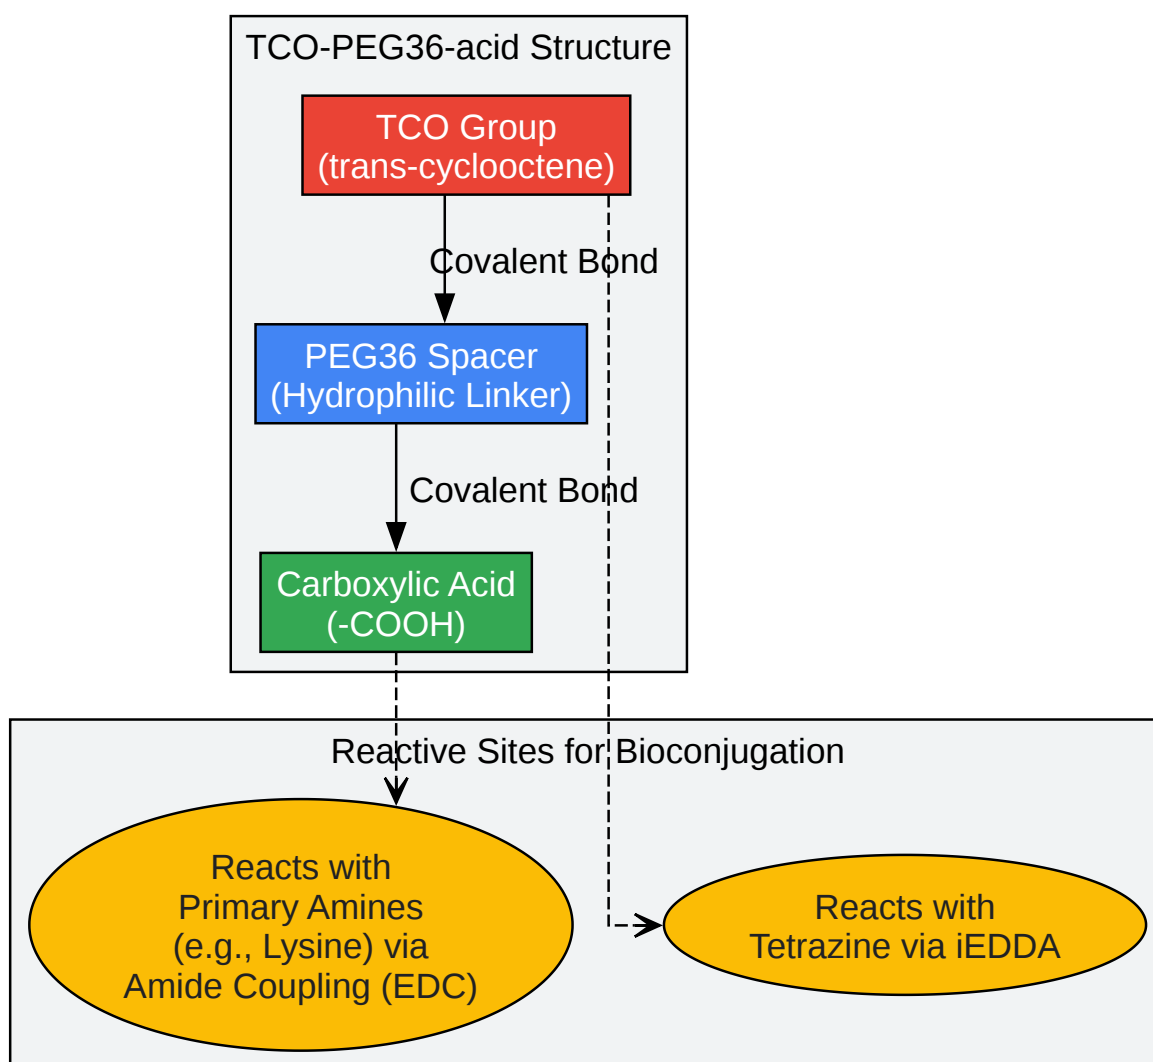 TCO-PEG36-acid Structure
TCO Group
(trans-cyclooctene)
Covalent Bond
PEG36 Spacer
(Hydrophilic Linker)
Covalent Bond
Carboxylic Acid
(-COOH)
Reactive Sites for Bioconjugation
Reacts with
Primary Amines
(e.g., Lysine) via
Amide Coupling (EDC)
Reacts with
Tetrazine via iEDDA